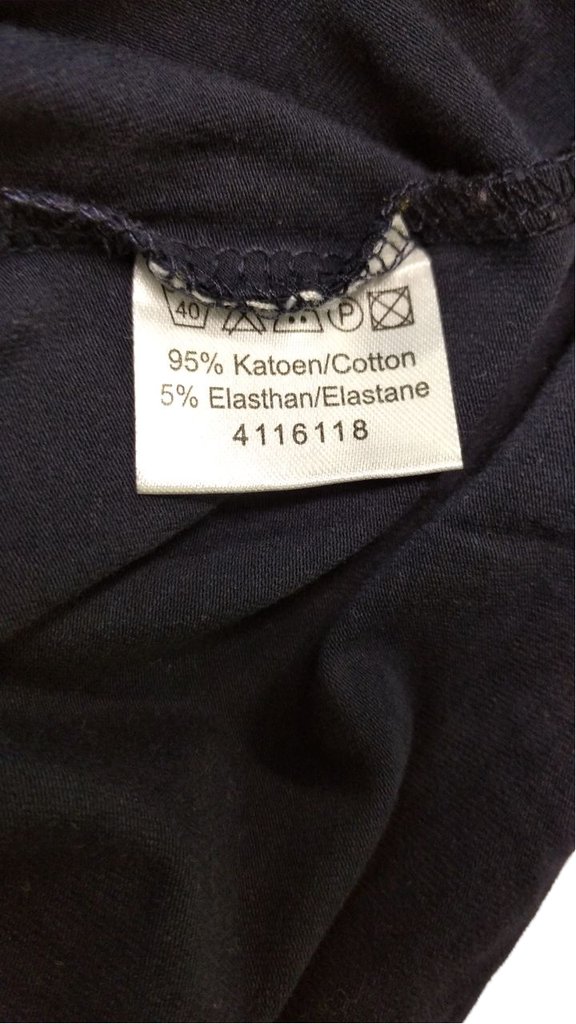 40 P
95% Katoen/Cotton
5% Elasthan/Elastane
4116118